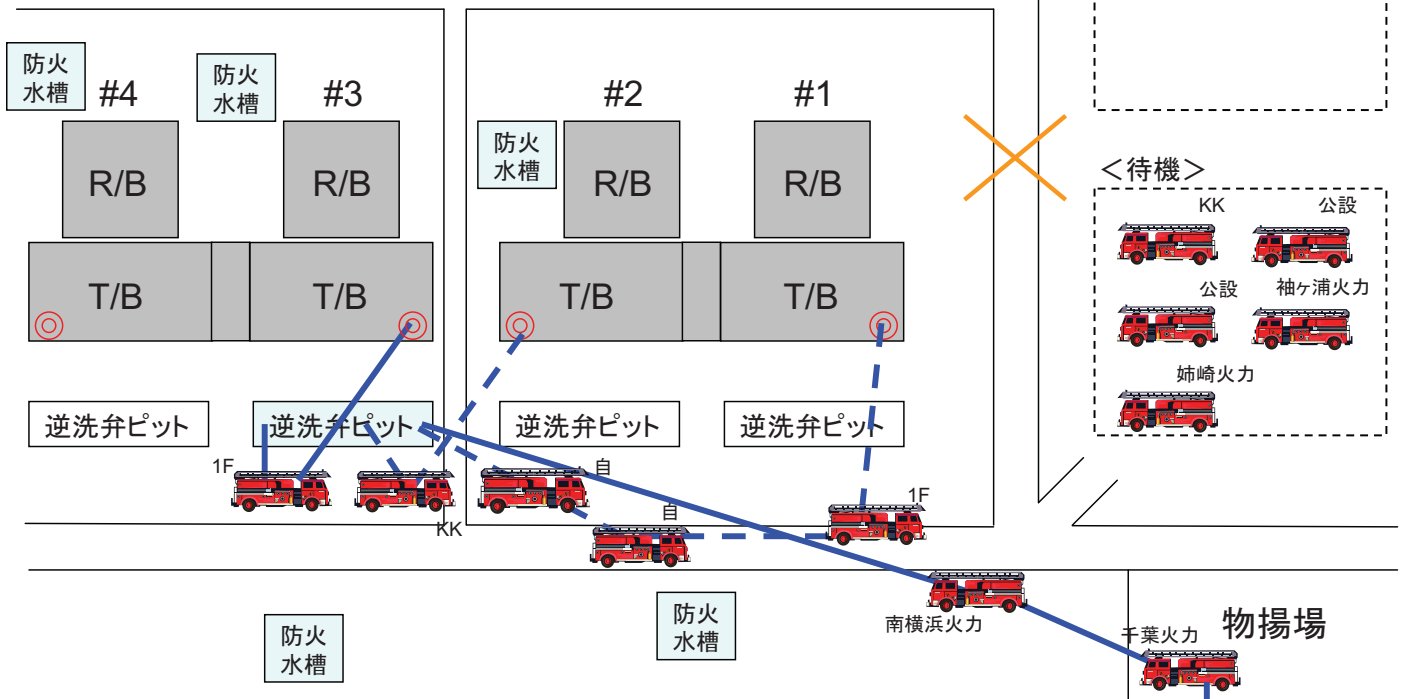 防火
水槽
#4
防火
水槽
#3
防火
水槽
#2
#1
R/B
R/B
R/B
R/B
T/B
T/B
T/B
T/B
<待機>
KK
公設
公設
袖ヶ浦火力
姉崎火力
逆洗弁ピット
逆洗弁ピット
逆洗弁ピット
逆洗弁ピット
1F
KK
自
自
1F
南横浜火力
千葉火力
物揚場
防火
水槽
防火
水槽